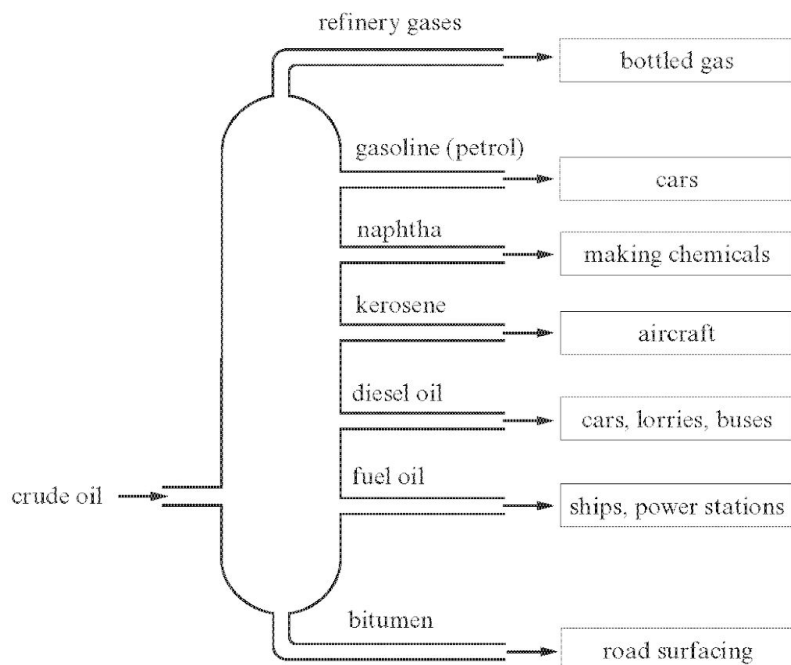 refinery gases
bottled gas
gasoline (petrol)
cars
naphtha
making chemicals
kerosene
aircraft
diesel oil
cars, lorries, buses
fuel oil
crude oil
ships, power stations
bitumen
road surfacing